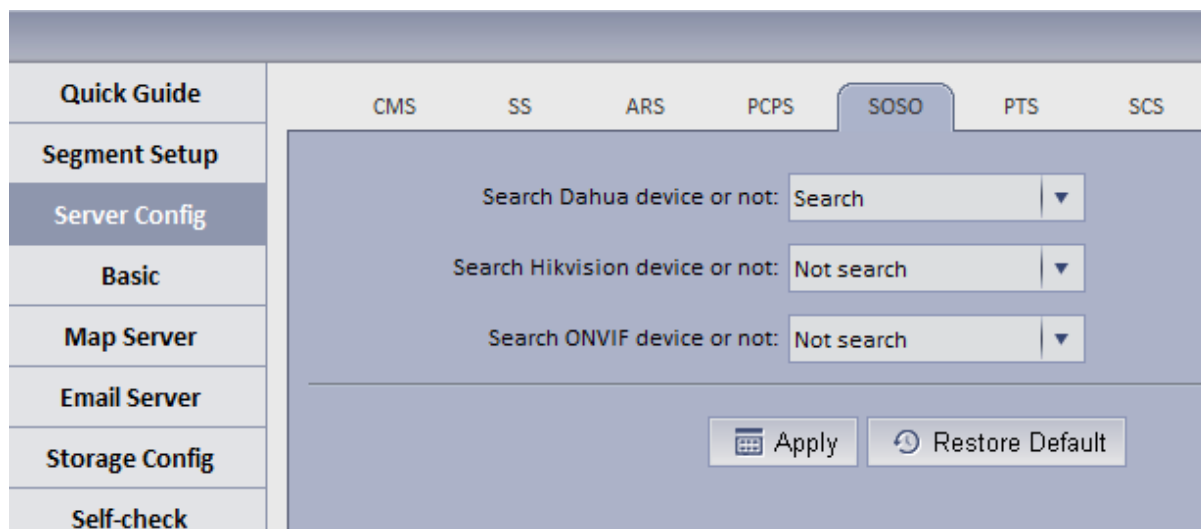 Quick Guide
Segment Setup
Server Config
Basic
Map Server
Email Server
Storage Config
Self-check
CMS SS ARS PCPS SOSO PTS SCS
Search Dahua device or not: Search
Search Hikvision device or not: Not search
Search ONVIF device or not: Not search
Apply Restore Default